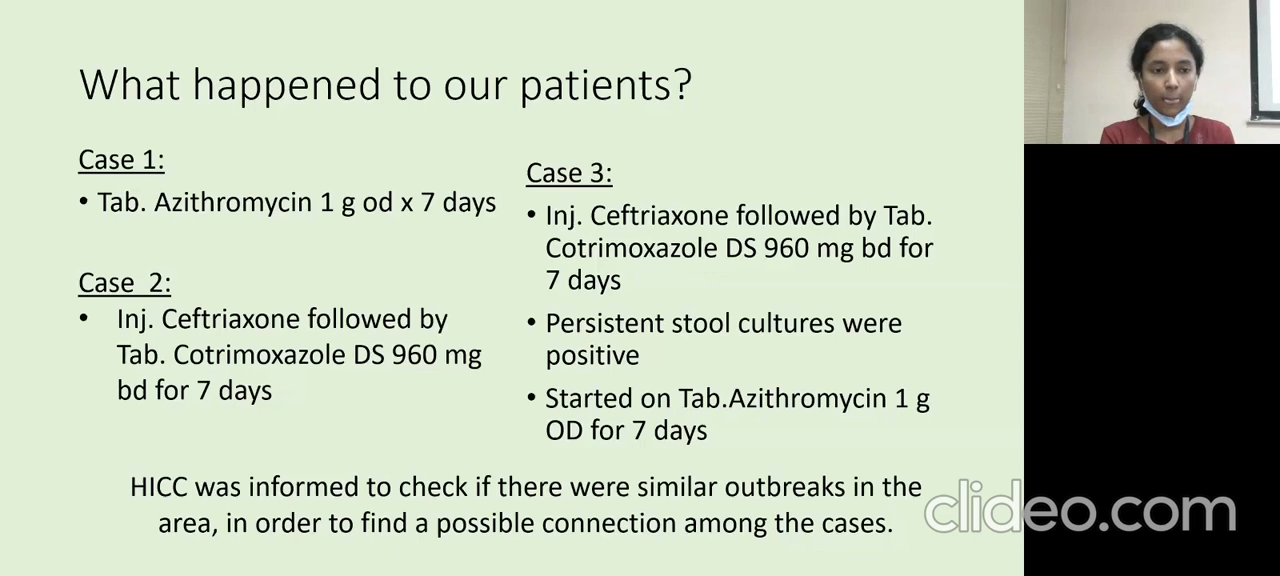 What happened to our patients?
Case 1:
• Tab. Azithromycin 1 g od x 7 days
Case  2:
• Inj. Ceftriaxone followed by
Tab. Cotrimoxazole DS 960 mg
bd for 7 days
Case 3:
• Inj. Ceftriaxone followed by Tab.
Cotrimoxazole DS 960 mg bd for
7 days
• Persistent stool cultures were
positive
• Started on Tab.Azithromycin 1 g
OD for 7 days
HICC was informed to check if there were similar outbreaks in the
area, in order to find a possible connection among the cases.
clideo.com